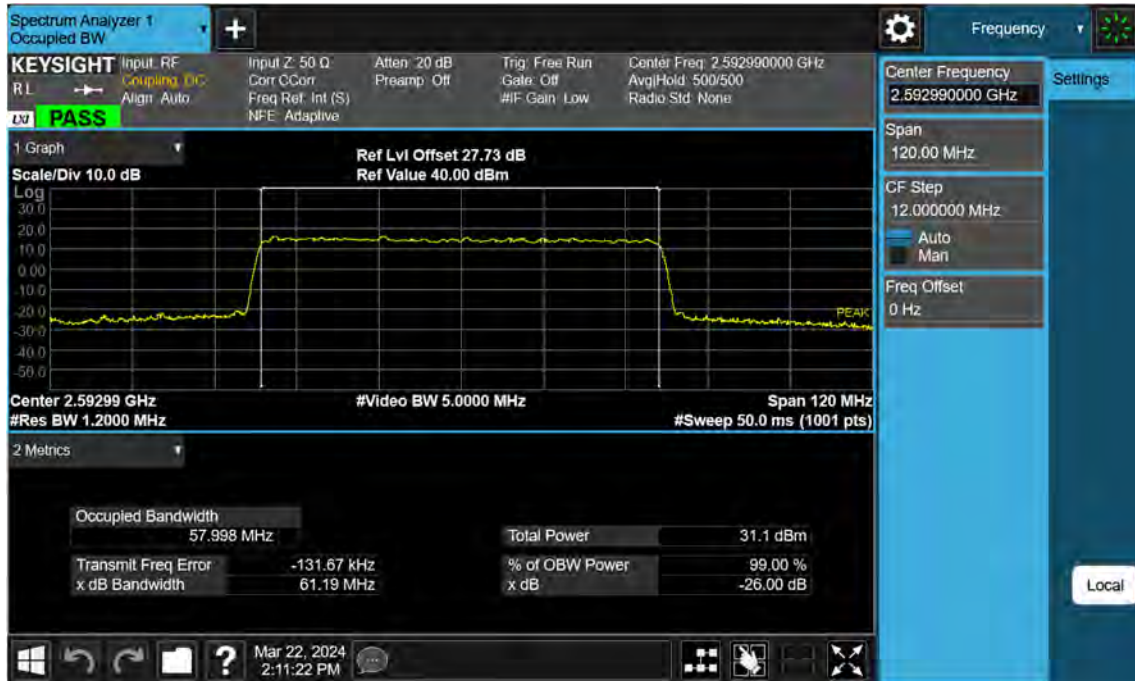 Spectrum Analyzer 1
Occupied BW
Frequency
KEYSIGHT
R L
LXI
PASS
Input: RF
Coupling: DC
Align: Auto
Input Z: 50 Ω
Corr CCorr
Freq Ref: Int (S)
NFE: Adaptive
Atten: 20 dB
Preamp: Off
Trig: Free Run
Gate: Off
#IF Gain: Low
Center Freq: 2.592990000 GHz
Avg|Hold: 500/500
Radio Std: None
Center Frequency
2.592990000 GHz
Settings
Span
120.00 MHz
CF Step
12.000000 MHz
Auto
Man
Freq Offset
0 Hz
1 Graph
Scale/Div 10.0 dB
Ref Lvl Offset 27.73 dB
Ref Value 40.00 dBm
Log
30.0
20.0
10.0
0.00
-10.0
-20.0
-30.0
-40.0
-50.0
PEAK
Center 2.59299 GHz
#Video BW 5.0000 MHz
Span 120 MHz
#Res BW 1.2000 MHz
#Sweep 50.0 ms (1001 pts)
2 Metrics
Occupied Bandwidth
57.998 MHz
Total Power 31.1 dBm
Transmit Freq Error -131.67 kHz
% of OBW Power 99.00 %
x dB Bandwidth 61.19 MHz
x dB -26.00 dB
Local
?
Mar 22, 2024
2:11:22 PM